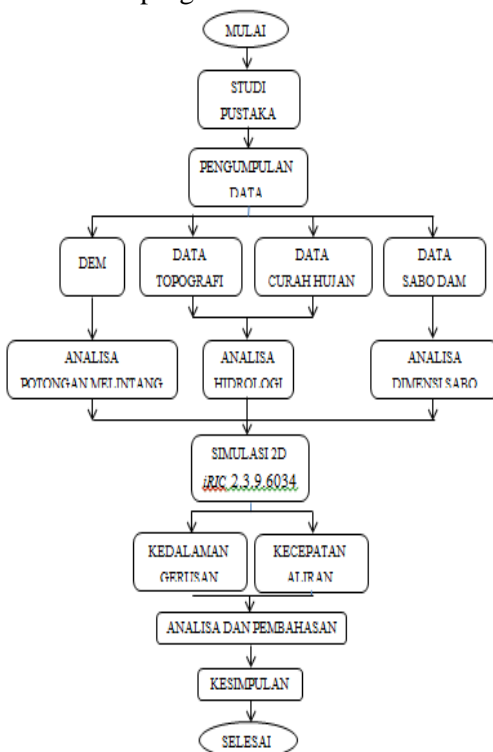 MULAI
STUDI
PUSTAKA
PENGUMPULAN
DATA
DEM
DATA
TOPOGRAFI
DATA
CURAH HUJAN
DATA
SABO DAM
ANALISA
POTONGAN MELINTANG
ANALISA
HIDROLOGI
ANALISA
DIMENSI SABO
SIMULASI 2D
iRIC 2.3.9.6034
KEDALAMAN
GERUSAN
KECEPATAN
ALIRAN
ANALISA DAN PEMBAHASAN
KESIMPULAN
SELESAI